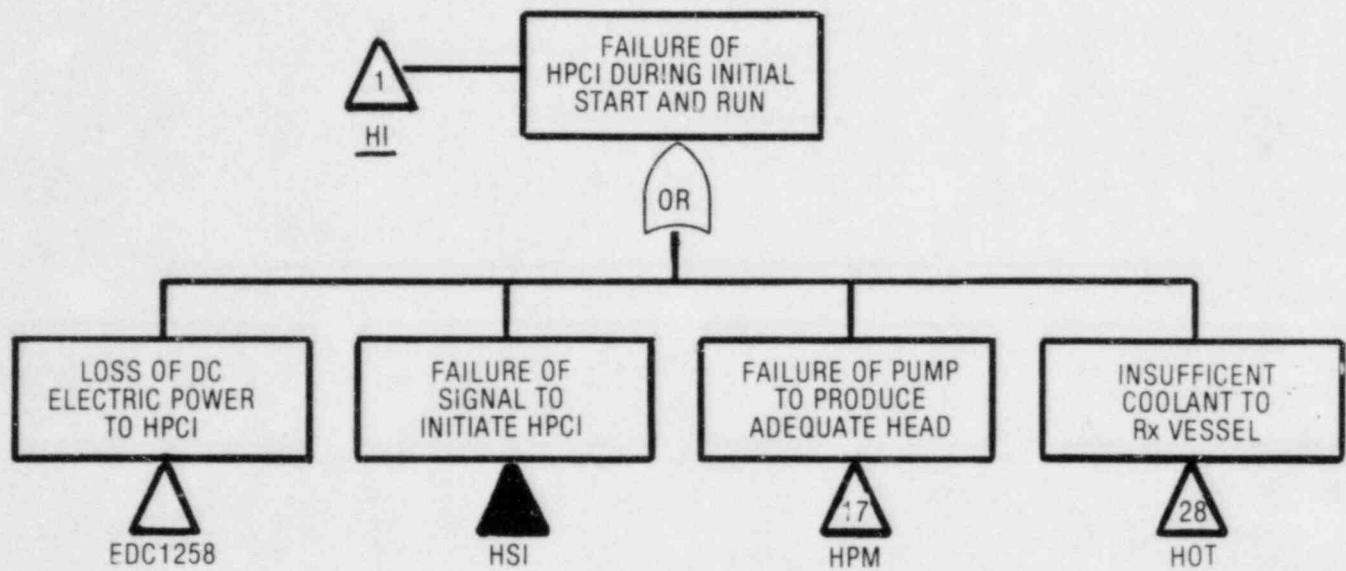 FAILURE OF
HPCI DURING INITIAL
START AND RUN
1
HI
OR
LOSS OF DC
ELECTRIC POWER
TO HPCI
EDC1258
FAILURE OF
SIGNAL TO
INITIATE HPCI
HSI
FAILURE OF PUMP
TO PRODUCE
ADEQUATE HEAD
17
HPM
INSUFFICENT
COOLANT TO
Rx VESSEL
28
HOT